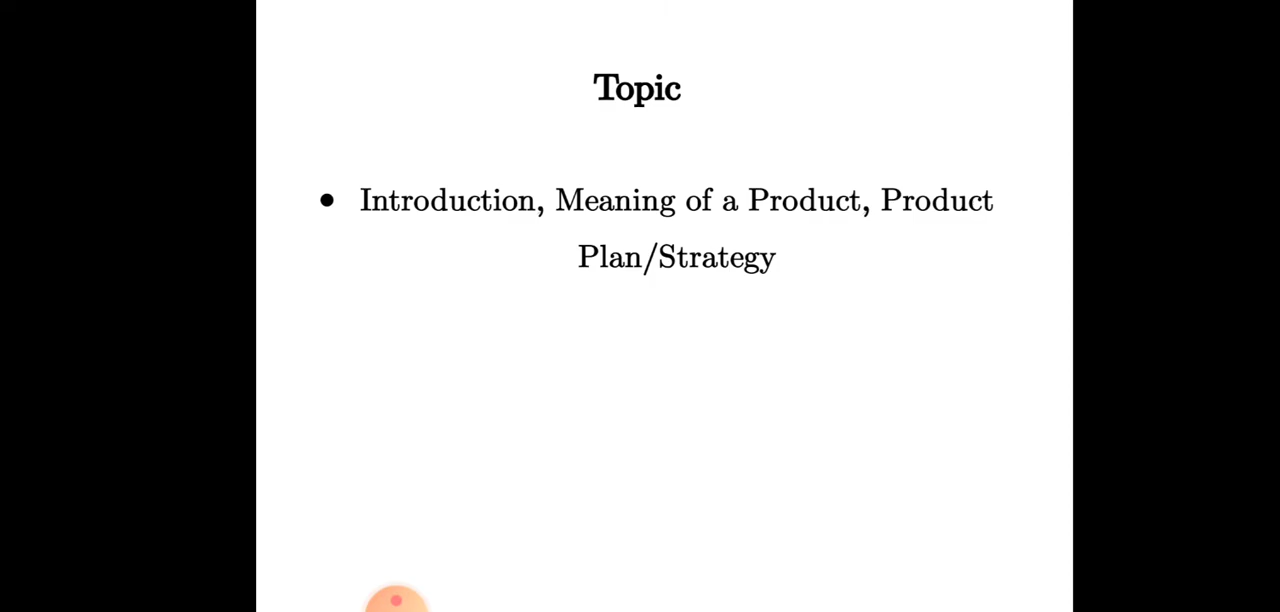 Topic
• Introduction, Meaning of a Product, Product
Plan/Strategy